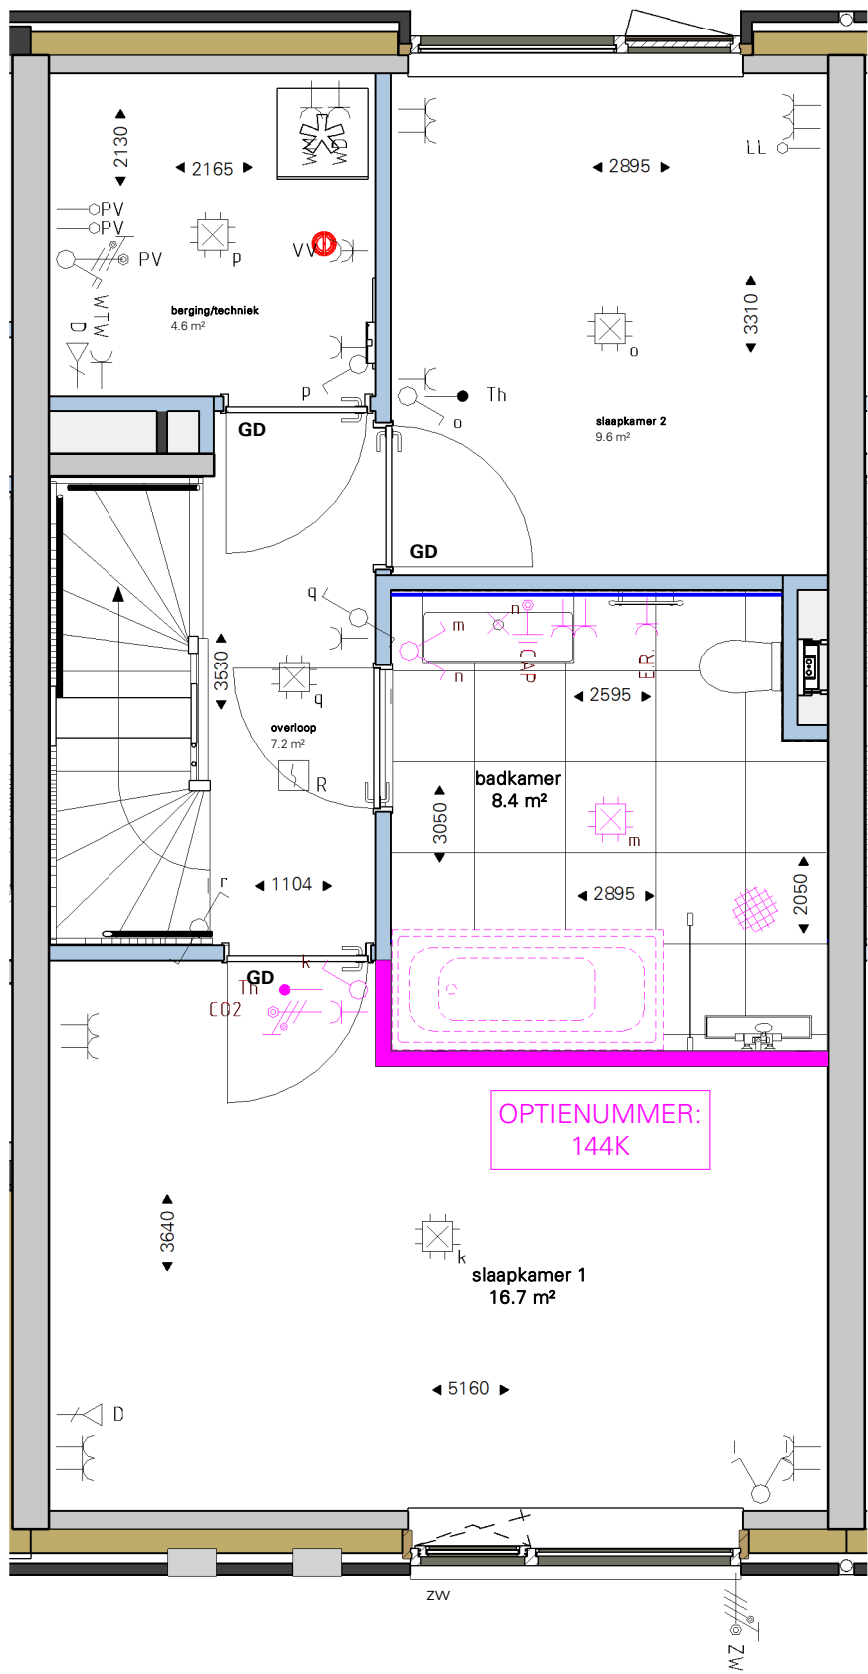 2130
2165
2895
LL
PV
PV
PV
VV
p
WTW
D
berging/techniek
4.6 m²
3310
o
p
Th
o
slaapkamer 2
9.6 m²
GD
GD
q
m
n
n
CAP
E.R.
3530
q
2595
overloop
7.2 m²
R
badkamer
8.4 m²
3050
m
r
1104
2895
2050
k
GD
Th
CO2
OPTIENUMMER:
144K
3640
k
slaapkamer 1
16.7 m²
5160
D
l
l
ZW
ZW